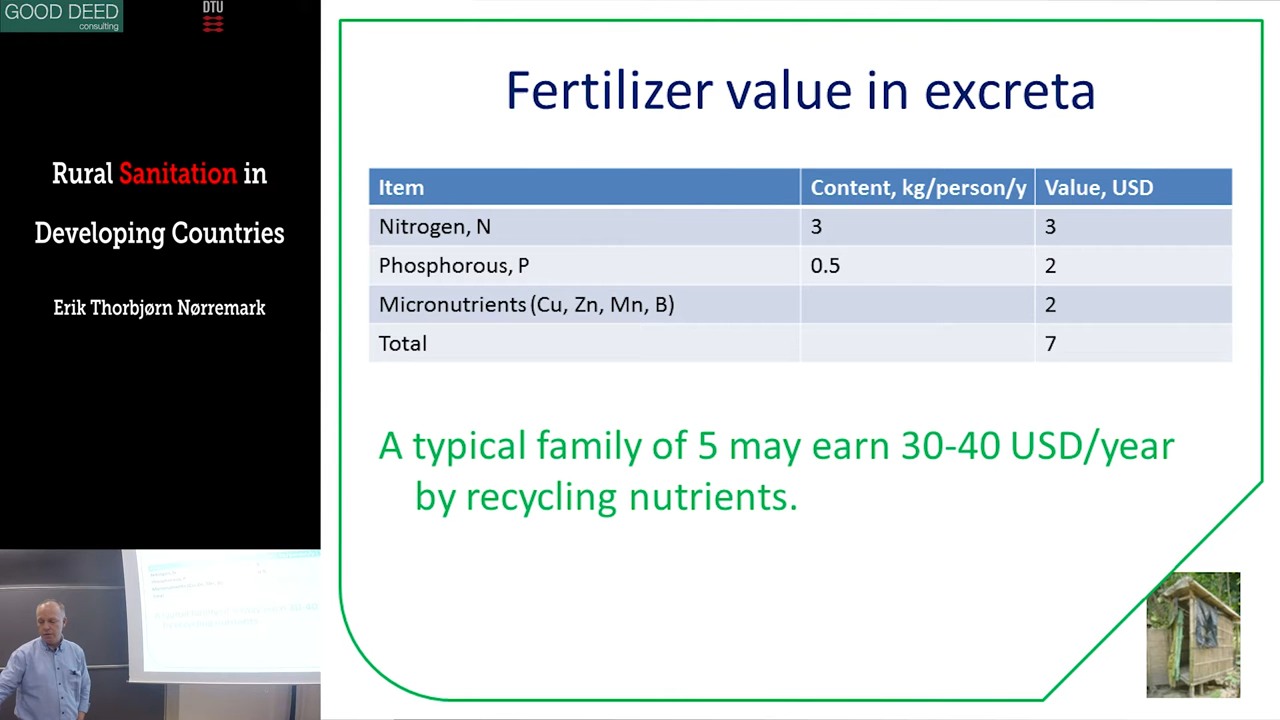 GOOD DEED
consulting
DTU
Rural Sanitation in
Developing Countries
Erik Thorbjørn Nørremark
Fertilizer value in excreta
Item Content, kg/person/y Value, USD
Nitrogen, N 3 3
Phosphorous, P 0.5 2
Micronutrients (Cu, Zn, Mn, B) 2
Total 7
A typical family of 5 may earn 30-40 USD/year
by recycling nutrients.